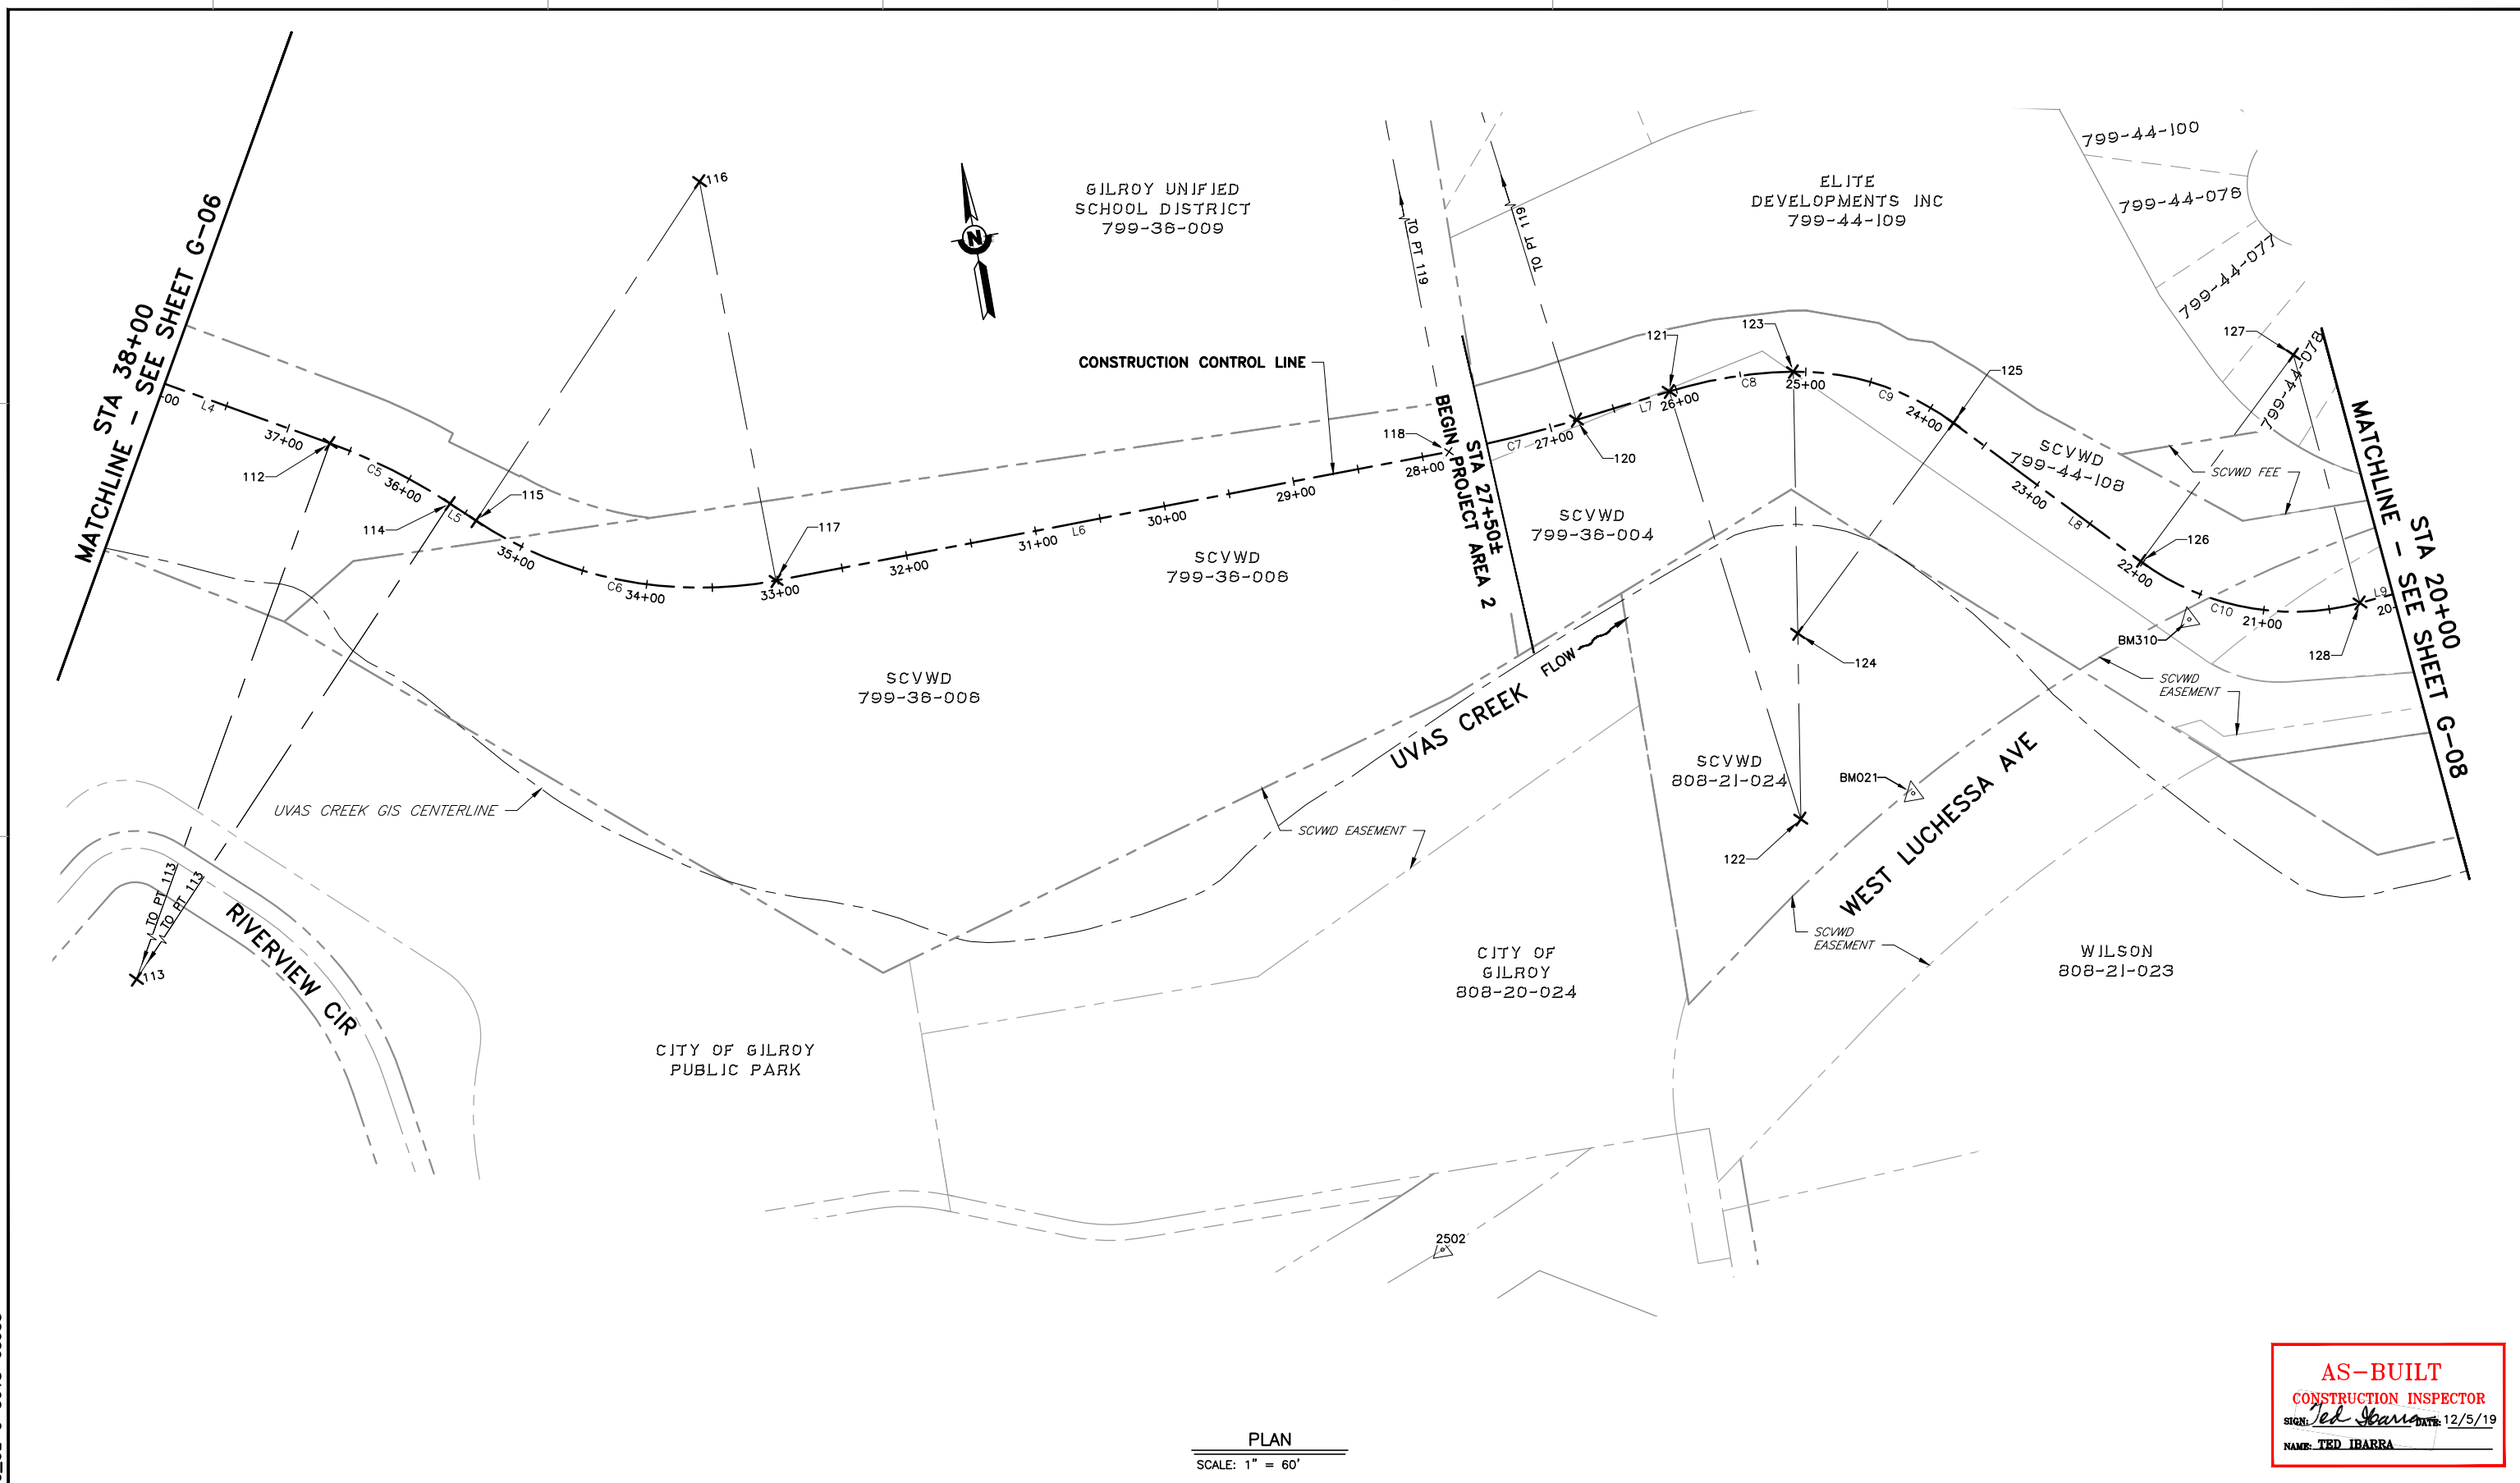 STA 38+00
MATCHLINE - SEE SHEET G-06
116
N
GILROY UNIFIED
SCHOOL DISTRICT
799-36-009
TO PT 119
TO PT 119
ELITE
DEVELOPMENTS INC
799-44-109
799-44-100
799-44-076
799-44-077
799-44-078
127
121
123
125
CONSTRUCTION CONTROL LINE
+00
L4
37+00
112
C5
36+00
114
L5
115
35+00
C6
34+00
117
33+00
32+00
31+00
L6
30+00
29+00
28+00
118
BEGIN PROJECT AREA 2
STA 27+50±
C7
27+00
120
L7
26+00
C8
25+00
C9
24+00
SCVWD
799-44-108
SCVWD FEE
23+00
L8
22+00
126
C10
21+00
BM310
128
L9
20+
MATCHLINE - SEE SHEET G-08
STA 20+00
SCVWD
799-36-004
SCVWD
799-36-006
SCVWD
799-36-006
FLOW
UVAS CREEK
124
SCVWD
EASEMENT
SCVWD
808-21-024
BM021
WEST LUCHESSA AVE
122
UVAS CREEK GIS CENTERLINE
SCVWD EASEMENT
TO PT 113
TO PT 113
113
RIVERVIEW CIR
SCVWD
EASEMENT
CITY OF
GILROY
808-20-024
WILSON
808-21-023
CITY OF GILROY
PUBLIC PARK
2502
PLAN
SCALE: 1" = 60'
AS-BUILT
CONSTRUCTION INSPECTOR
SIGN: Ted Ibarra DATE: 12/5/19
NAME: TED IBARRA